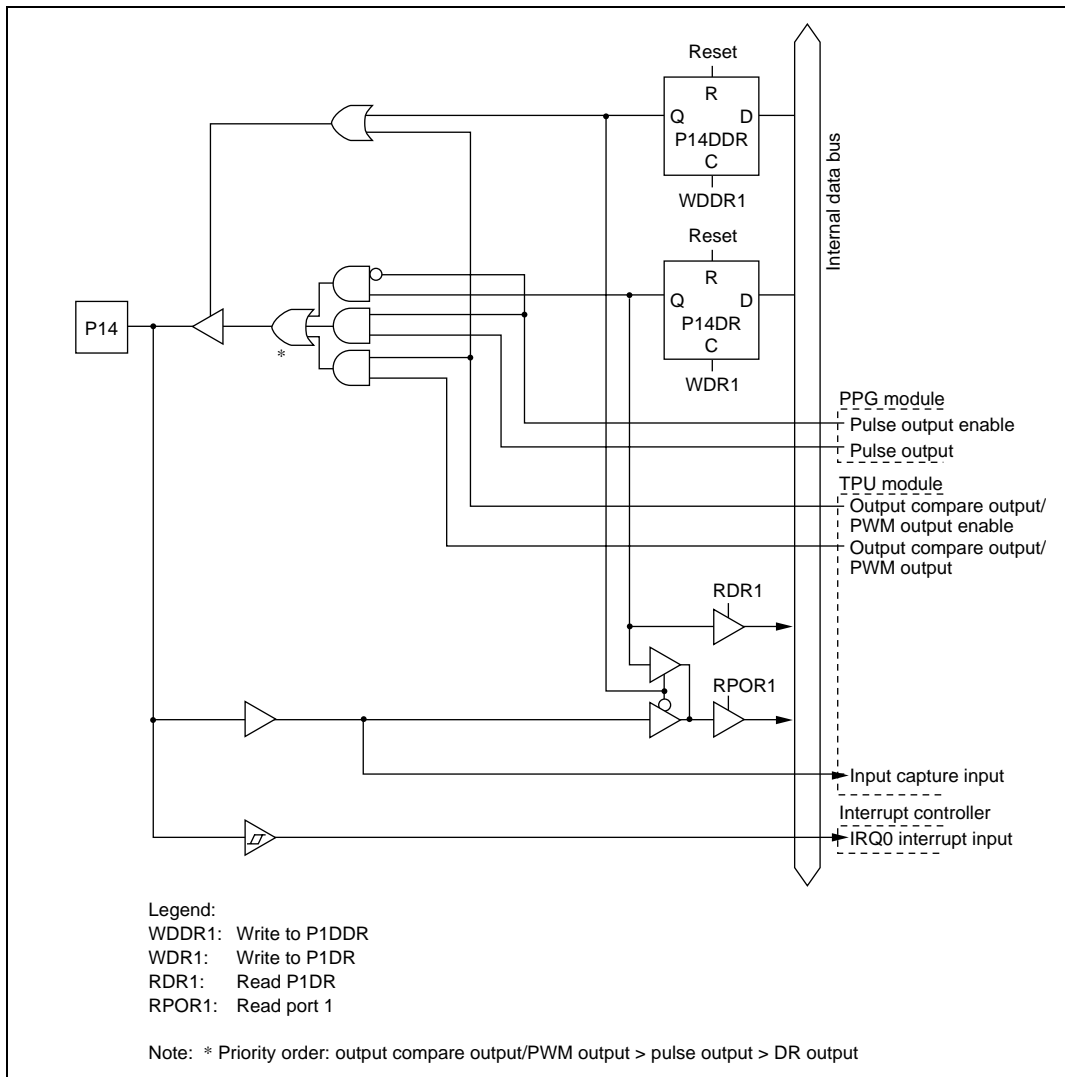 Reset
R
Q D
P14DDR
C
WDDR1
Internal data bus
Reset
R
Q D
P14DR
C
WDR1
P14
*
PPG module
Pulse output enable
Pulse output
TPU module
Output compare output/
PWM output enable
Output compare output/
PWM output
RDR1
RPOR1
Input capture input
Interrupt controller
IRQ0 interrupt input
Legend:
WDDR1: Write to P1DDR
WDR1: Write to P1DR
RDR1: Read P1DR
RPOR1: Read port 1
Note: * Priority order: output compare output/PWM output > pulse output > DR output